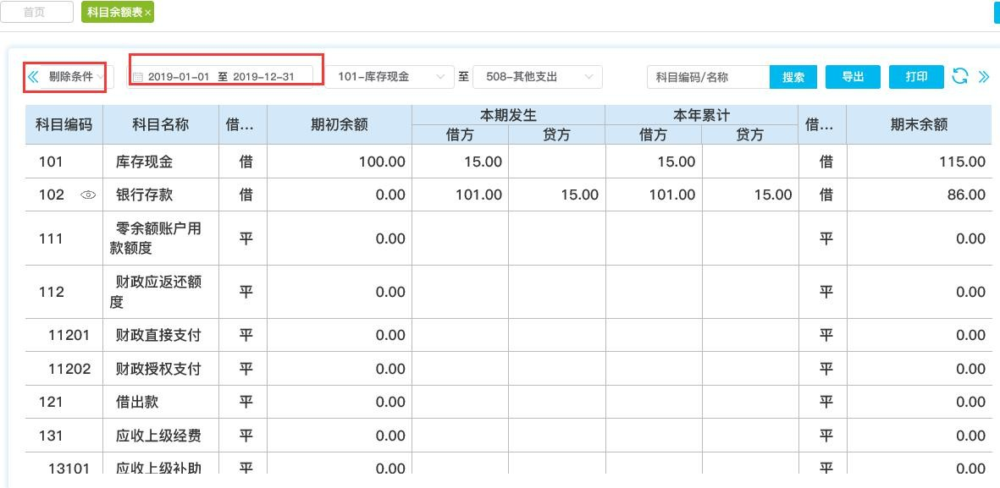 首页 科目余额表×
剔除条件 2019-01-01 至 2019-12-31 101-库存现金 至 508-其他支出 科目编码/名称 搜索 导出 打印
科目编码 科目名称 借... 期初余额 本期发生 本年累计 借... 期末余额
借方 贷方 借方 贷方
101 库存现金 借 100.00 15.00 15.00 借 115.00
102 银行存款 借 0.00 101.00 15.00 101.00 15.00 借 86.00
111 零余额账户用 平 0.00 平 0.00
款额度
112 财政应返还额 平 0.00 平 0.00
度
11201 财政直接支付 平 0.00 平 0.00
11202 财政授权支付 平 0.00 平 0.00
121 借出款 平 0.00 平 0.00
131 应收上级经费 平 0.00 平 0.00
13101 应收上级补助 平 0.00 平 0.00